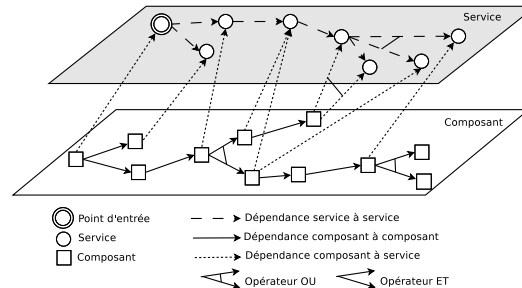 Service
Composant
Point d'entrée
Service
Composant
Dépendance service à service
Dépendance composant à composant
Dépendance composant à service
Opérateur OU
Opérateur ET